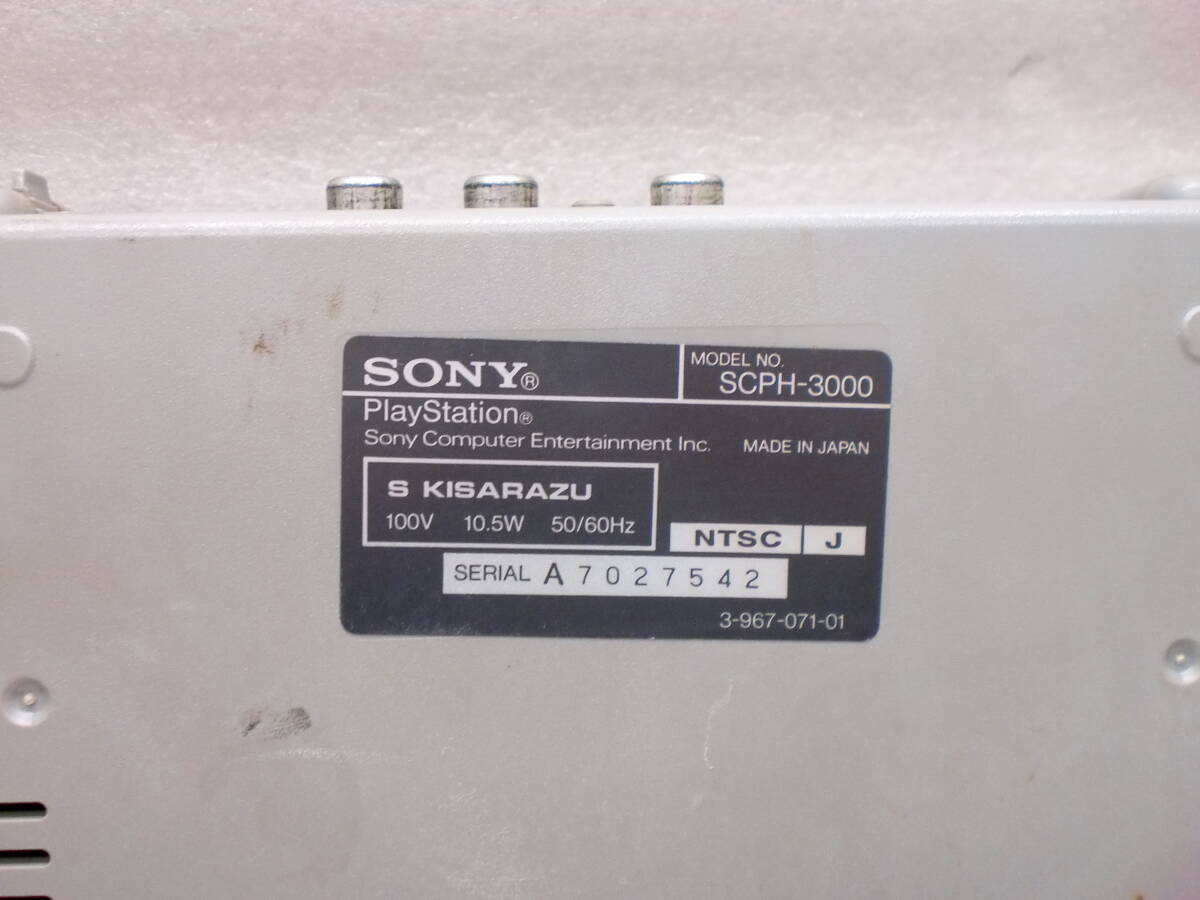 SONY®
MODEL NO.
SCPH-3000
PlayStation®
Sony Computer Entertainment Inc.
MADE IN JAPAN
S KISARAZU
100V 10.5W 50/60Hz
NTSC J
SERIAL A 7027542
3-967-071-01